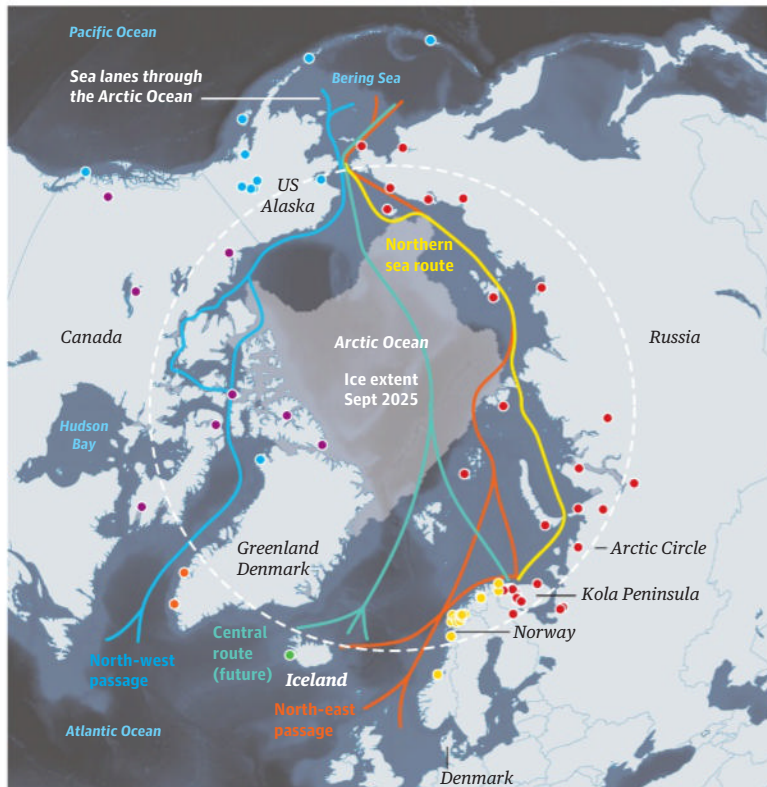 Pacific Ocean
Sea lanes through
the Arctic Ocean
Bering Sea
US
Alaska
Northern
sea route
Canada
Arctic Ocean
Russia
Ice extent
Sept 2025
Hudson
Bay
Greenland
Denmark
Arctic Circle
Kola Peninsula
Norway
Central
route
(future)
North-west
passage
Iceland
North-east
passage
Atlantic Ocean
Denmark